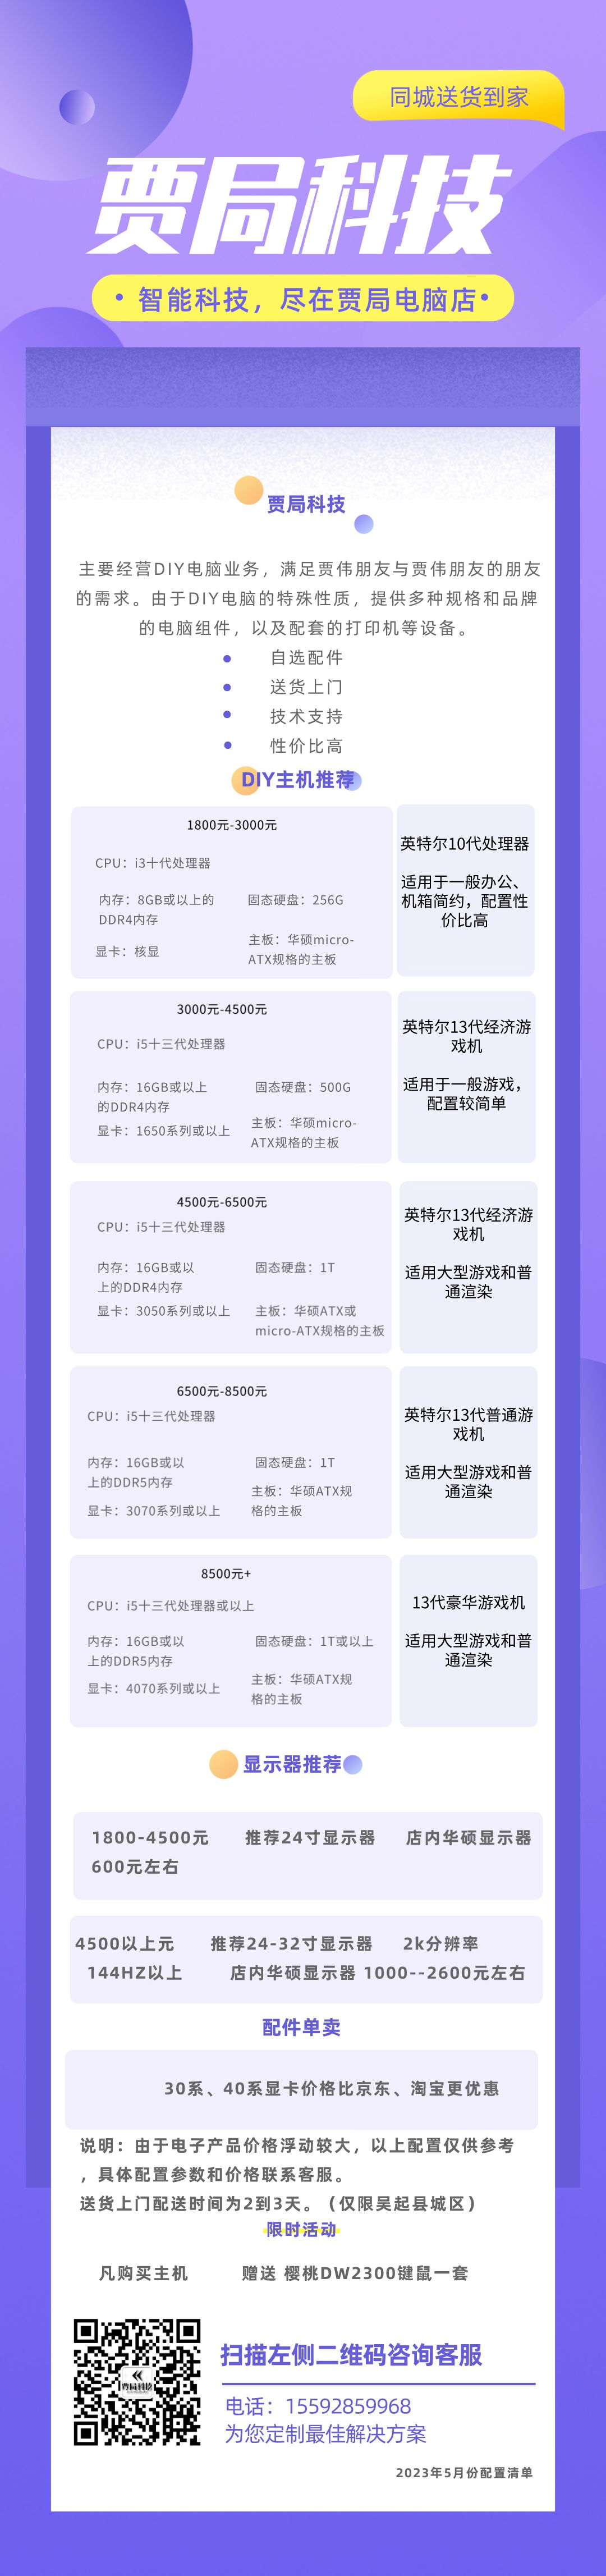 同城送货到家
贾局科技
• 智能科技，尽在贾局电脑店•
贾局科技
主要经营DIY电脑业务，满足贾伟朋友与贾伟朋友的朋友
的需求。由于DIY电脑的特殊性质，提供多种规格和品牌
的电脑组件，以及配套的打印机等设备。
• 自选配件
• 送货上门
• 技术支持
• 性价比高
DIY主机推荐
1800元-3000元
CPU：i3十代处理器
内存：8GB或以上的
DDR4内存
固态硬盘：256G
显卡：核显
主板：华硕micro-
ATX规格的主板
英特尔10代处理器
适用于一般办公、
机箱简约，配置性
价比高
3000元-4500元
CPU：i5十三代处理器
内存：16GB或以上
的DDR4内存
固态硬盘：500G
显卡：1650系列或以上
主板：华硕micro-
ATX规格的主板
英特尔13代经济游
戏机
适用于一般游戏，
配置较简单
4500元-6500元
CPU：i5十三代处理器
内存：16GB或以
上的DDR4内存
固态硬盘：1T
显卡：3050系列或以上
主板：华硕ATX或
micro-ATX规格的主板
英特尔13代经济游
戏机
适用大型游戏和普
通渲染
6500元-8500元
CPU：i5十三代处理器
内存：16GB或以
上的DDR5内存
固态硬盘：1T
显卡：3070系列或以上
主板：华硕ATX规
格的主板
英特尔13代普通游
戏机
适用大型游戏和普
通渲染
8500元+
CPU：i5十三代处理器或以上
内存：16GB或以
上的DDR5内存
固态硬盘：1T或以上
显卡：4070系列或以上
主板：华硕ATX规
格的主板
13代豪华游戏机
适用大型游戏和普
通渲染
显示器推荐
1800-4500元 推荐24寸显示器 店内华硕显示器
600元左右
4500以上元 推荐24-32寸显示器 2k分辨率
144HZ以上 店内华硕显示器 1000--2600元左右
配件单卖
30系、40系显卡价格比京东、淘宝更优惠
说明：由于电子产品价格浮动较大，以上配置仅供参考
，具体配置参数和价格联系客服。
送货上门配送时间为2到3天。（仅限吴起县城区）
限时活动
凡购买主机 赠送 樱桃DW2300键鼠一套
贾局科技
扫描左侧二维码咨询客服
电话：15592859968
为您定制最佳解决方案
2023年5月份配置清单